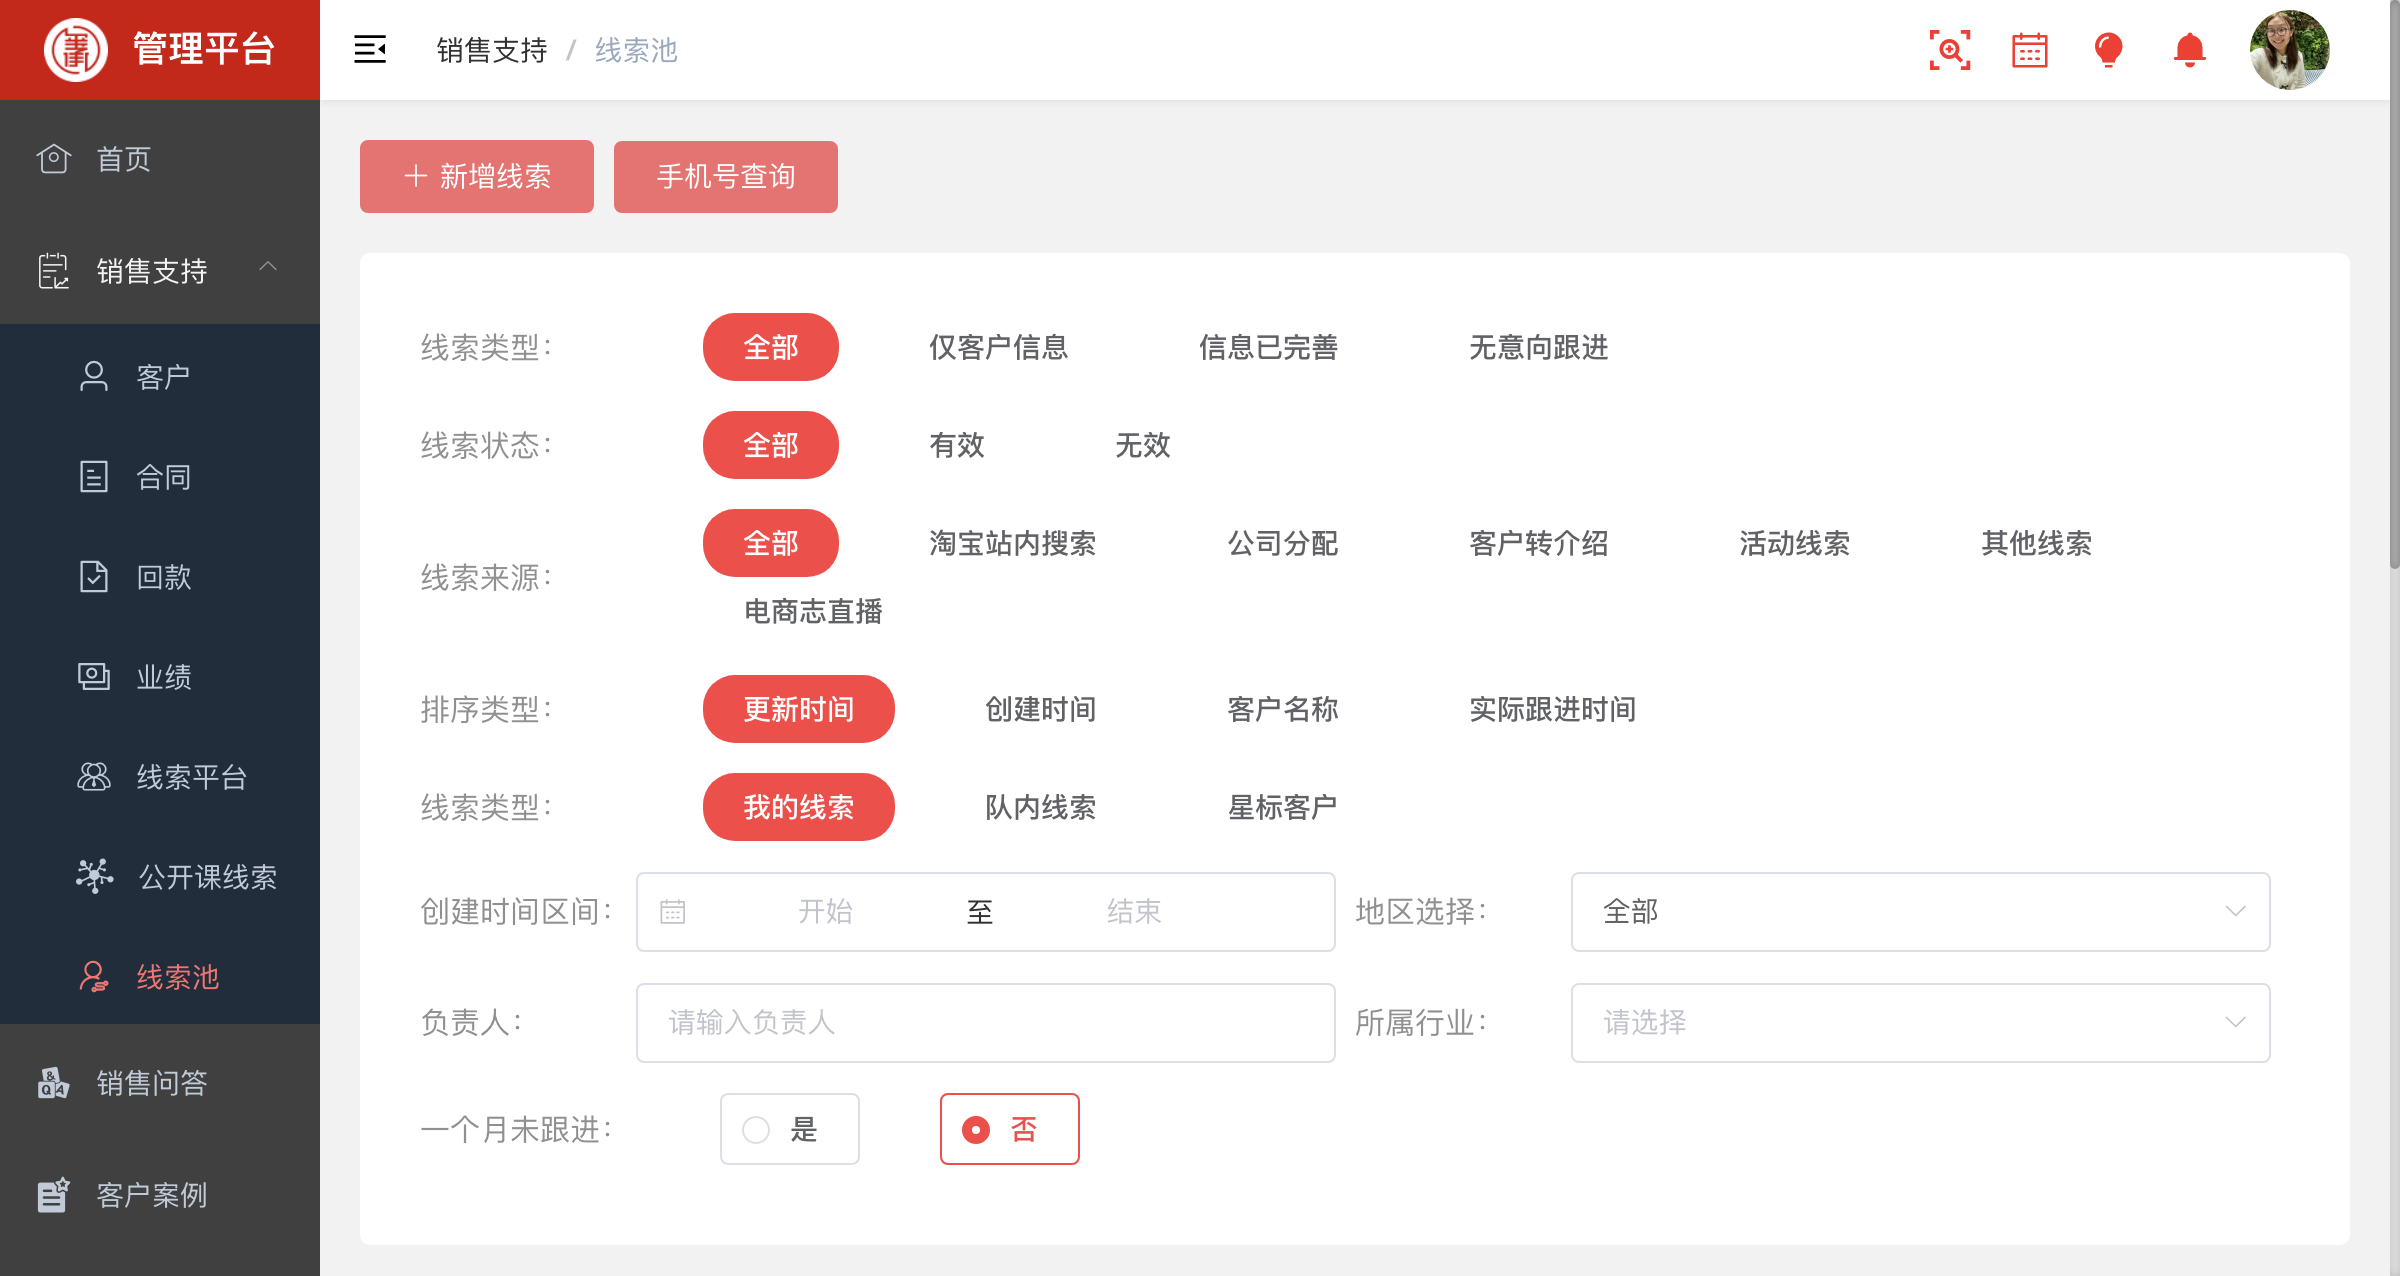 管理平台
销售支持 / 线索池
首页
销售支持
客户
合同
回款
业绩
线索平台
公开课线索
线索池
销售问答
客户案例
新增线索
手机号查询
线索类型: 全部 仅客户信息 信息已完善 无意向跟进
线索状态: 全部 有效 无效
线索来源: 全部 淘宝站内搜索 公司分配 客户转介绍 活动线索 其他线索
电商志直播
排序类型: 更新时间 创建时间 客户名称 实际跟进时间
线索类型: 我的线索 队内线索 星标客户
创建时间区间: 开始 至 结束 地区选择: 全部
负责人: 请输入负责人 所属行业: 请选择
一个月未跟进: 是 否